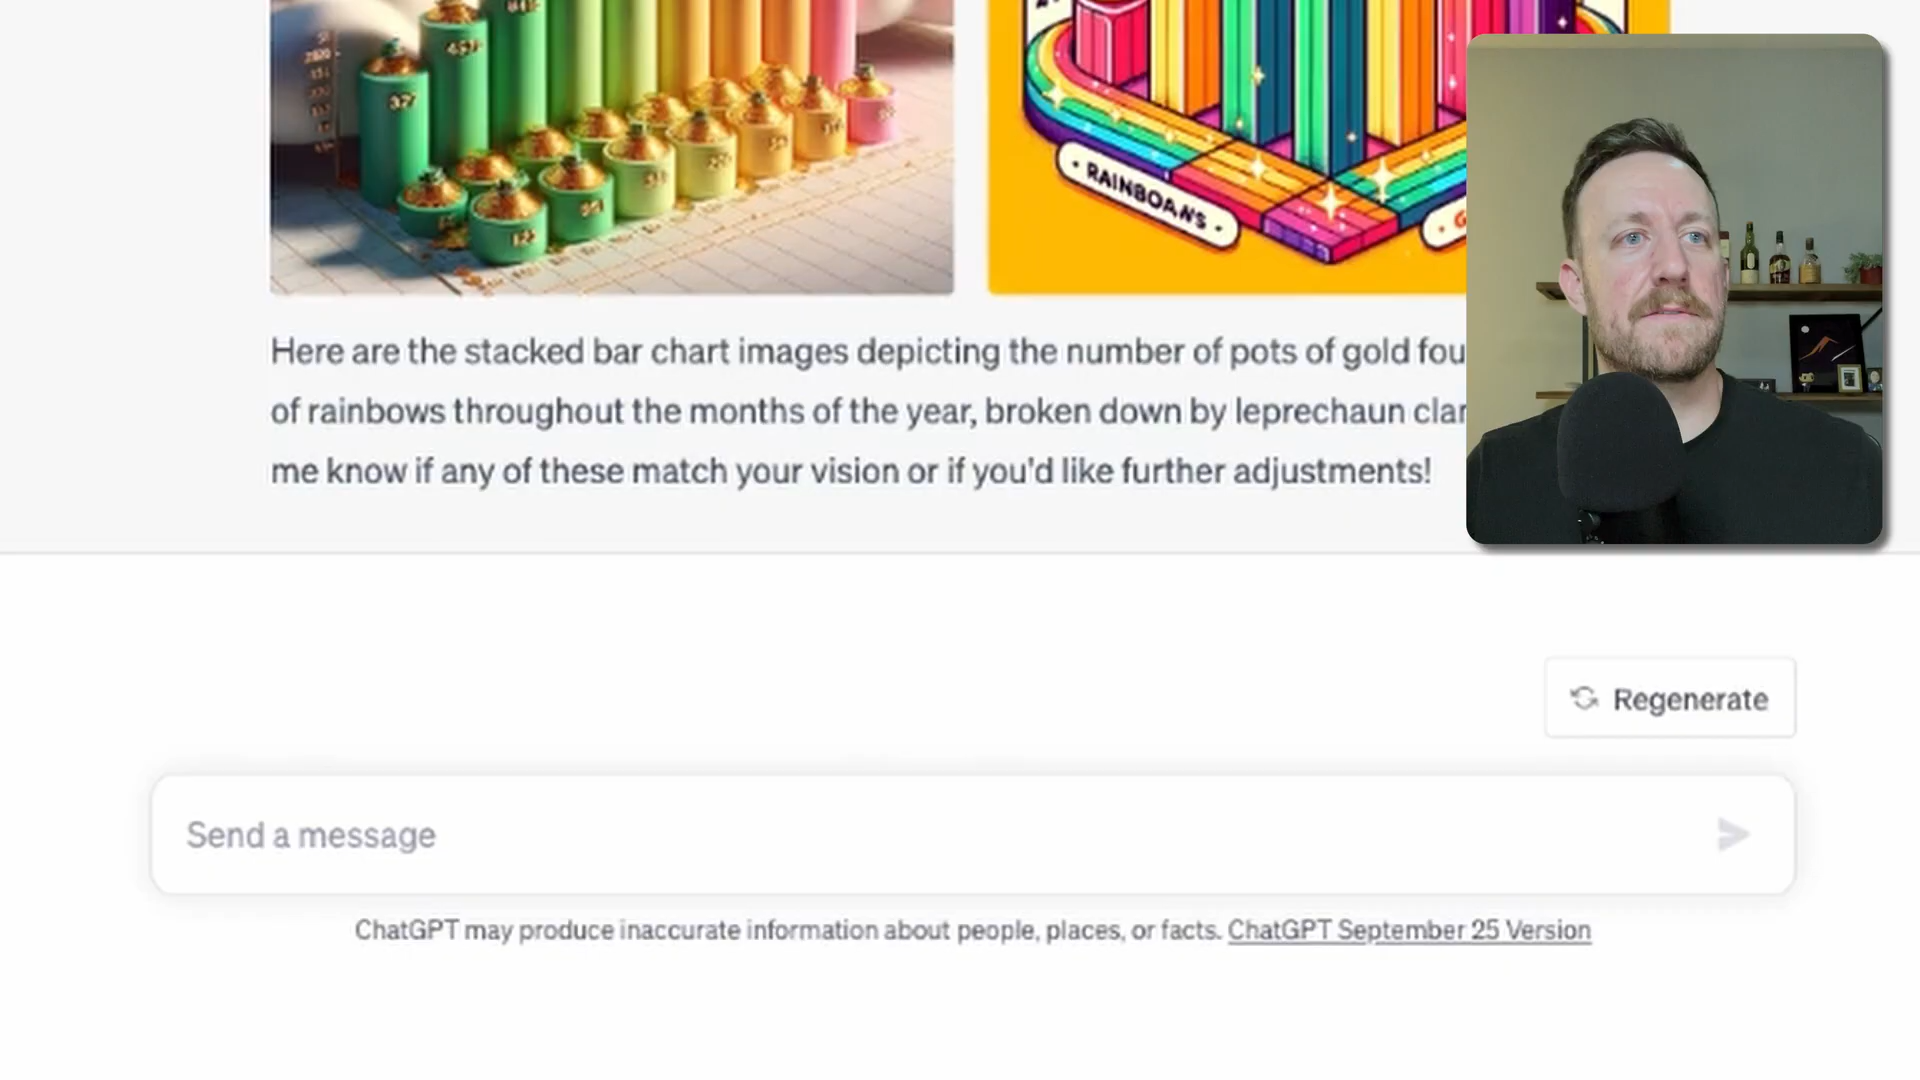 37
RAINBOANS
Here are the stacked bar chart images depicting the number of pots of gold fou
of rainbows throughout the months of the year, broken down by leprechaun clan
me know if any of these match your vision or if you'd like further adjustments!
Regenerate
Send a message
ChatGPT may produce inaccurate information about people, places, or facts. ChatGPT September 25 Version